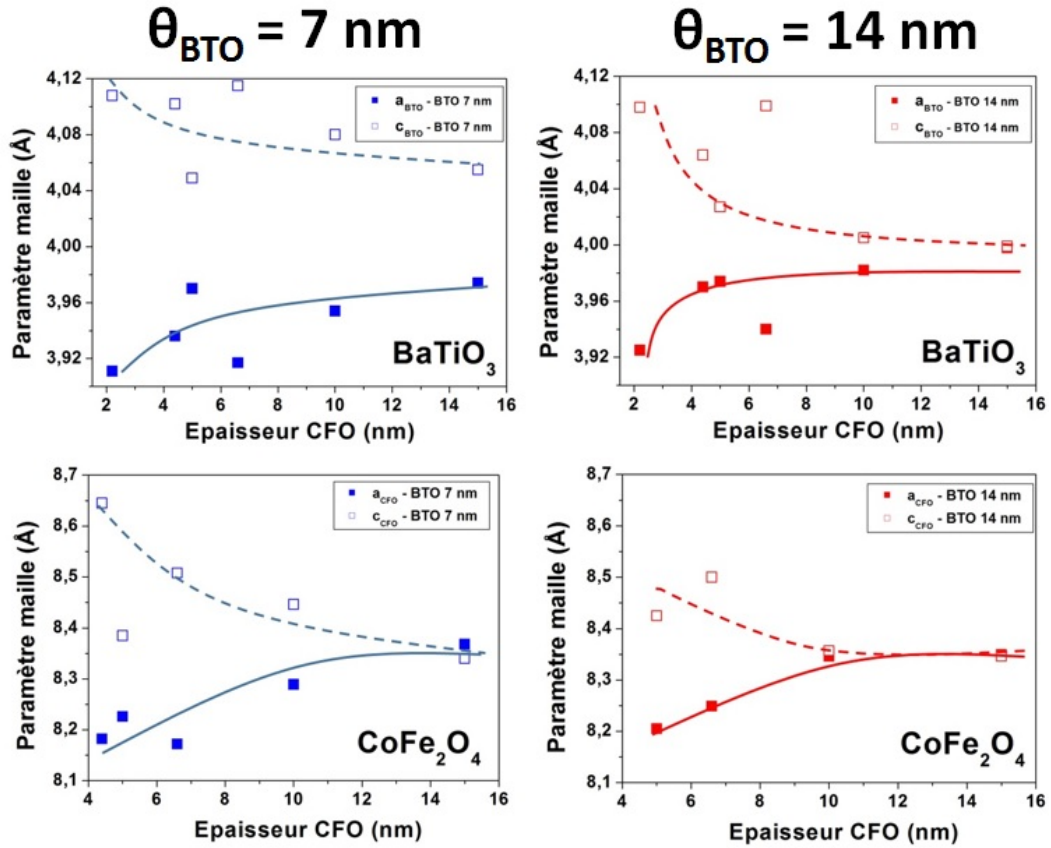 θBTO = 7 nm
θBTO = 14 nm
4,12
4,08
4,04
4,00
3,96
3,92
Paramètre maille (Å)
aBTO - BTO 7 nm
cBTO - BTO 7 nm
BaTiO3
2 4 6 8 10 12 14 16
Epaisseur CFO (nm)
4,12
4,08
4,04
4,00
3,96
3,92
Paramètre maille (Å)
aBTO - BTO 14 nm
cBTO - BTO 14 nm
BaTiO3
2 4 6 8 10 12 14 16
Epaisseur CFO (nm)
8,7
8,6
8,5
8,4
8,3
8,2
8,1
Paramètre maille (Å)
aCFO - BTO 7 nm
cCFO - BTO 7 nm
CoFe2O4
4 6 8 10 12 14 16
Epaisseur CFO (nm)
8,7
8,6
8,5
8,4
8,3
8,2
8,1
Paramètre maille (Å)
aCFO - BTO 14 nm
cCFO - BTO 14 nm
CoFe2O4
4 6 8 10 12 14 16
Epaisseur CFO (nm)